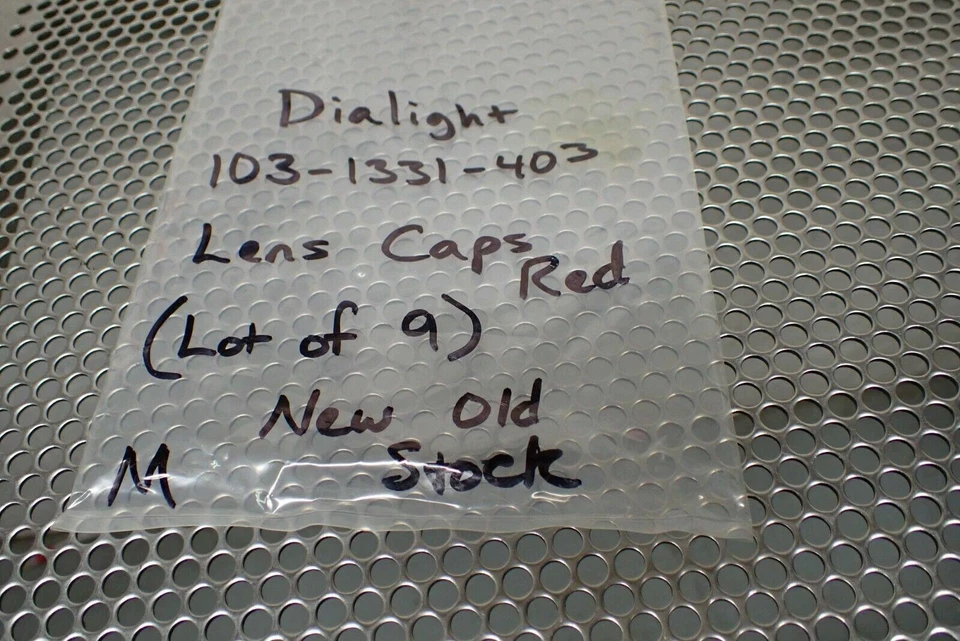 Dialight
103-1331-403
Lens Caps
Red
(Lot of 9)
New Old
M Stock